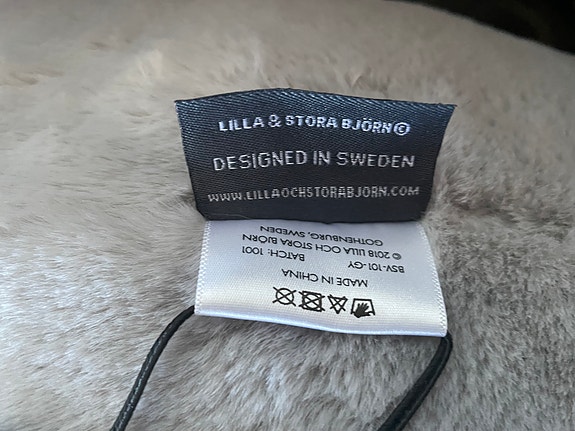 LILLA & STORA BJÖRN©
DESIGNED IN SWEDEN
WWW.LILLAOCHSTORABJORN.COM
MADE IN CHINA
BSV-101-GY
BATCH: 1001
© 2018 LILLA OCH STORA BJÖRN
GOTHENBURG, SWEDEN